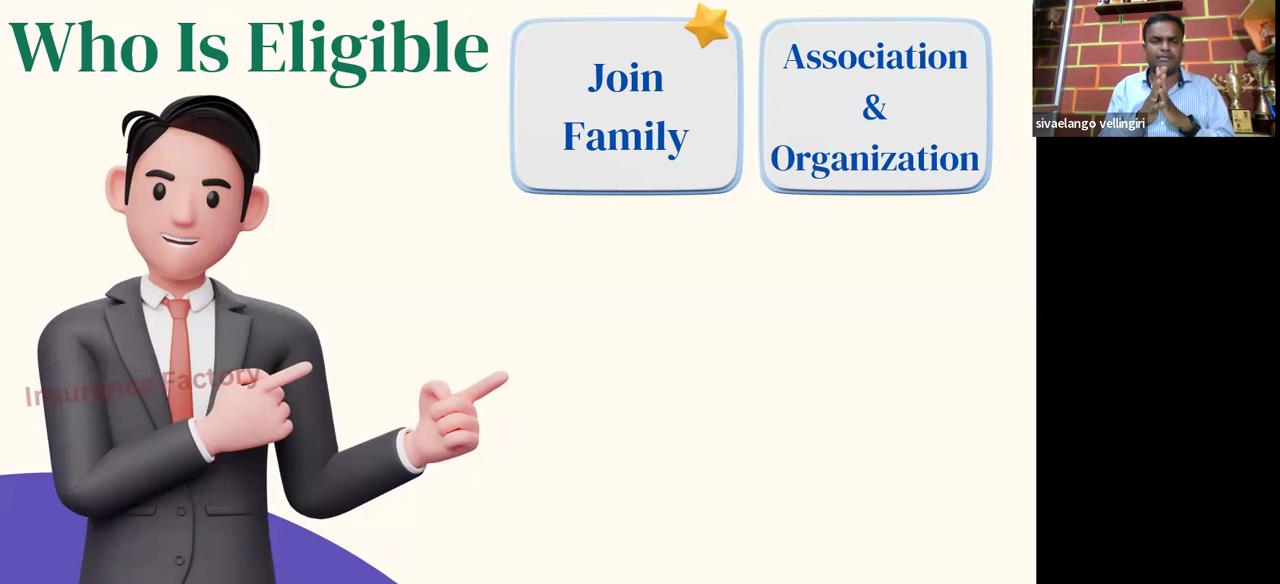 Who Is Eligible
Join
Family
Association
&
Organization
sivaelango vellingiri
Insurance Factory